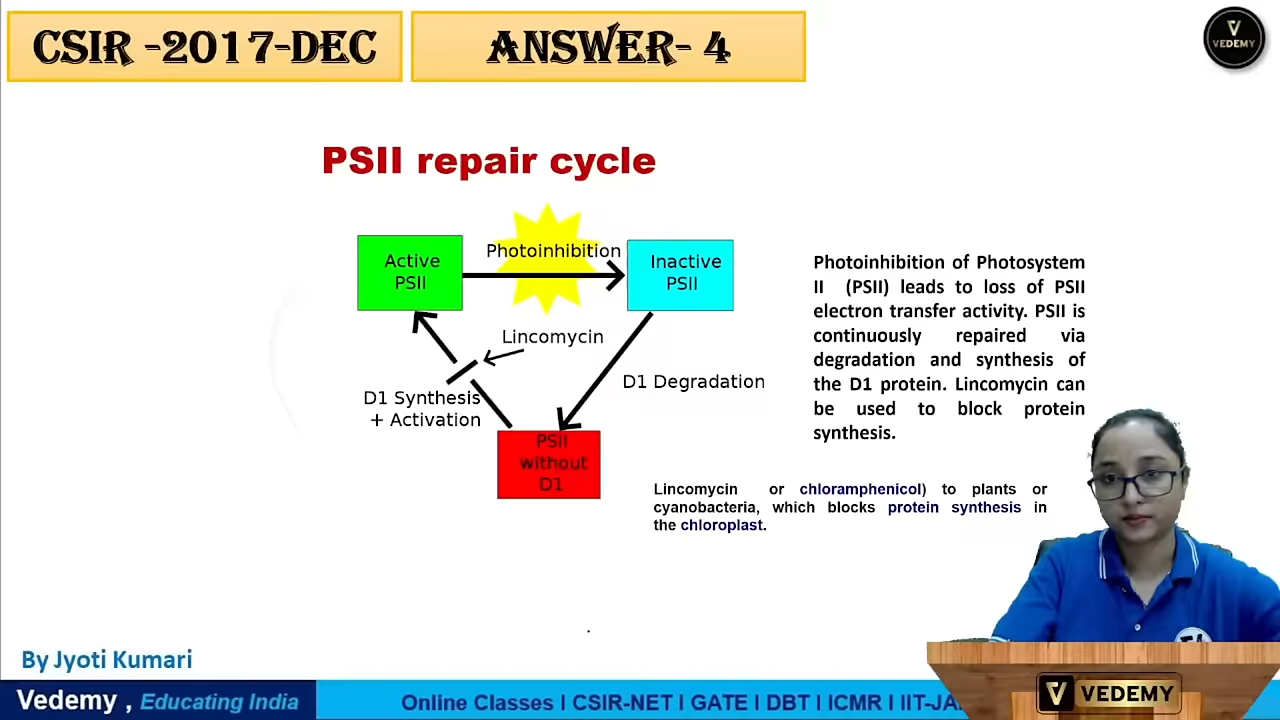 CSIR -2017-DEC
ANSWER- 4
V
VEDEMY
PSII repair cycle
Active
PSII
Photoinhibition
Inactive
PSII
Lincomycin
D1 Degradation
D1 Synthesis
+ Activation
PSII
without
D1
Photoinhibition of Photosystem
II (PSII) leads to loss of PSII
electron transfer activity. PSII is
continuously repaired via
degradation and synthesis of
the D1 protein. Lincomycin can
be used to block protein
synthesis.
Lincomycin or chloramphenicol) to plants or
cyanobacteria, which blocks protein synthesis in
the chloroplast.
By Jyoti Kumari
Vedemy , Educating India
Online Classes I CSIR-NET I GATE I DBT I ICMR I IIT-JA
V VEDEMY